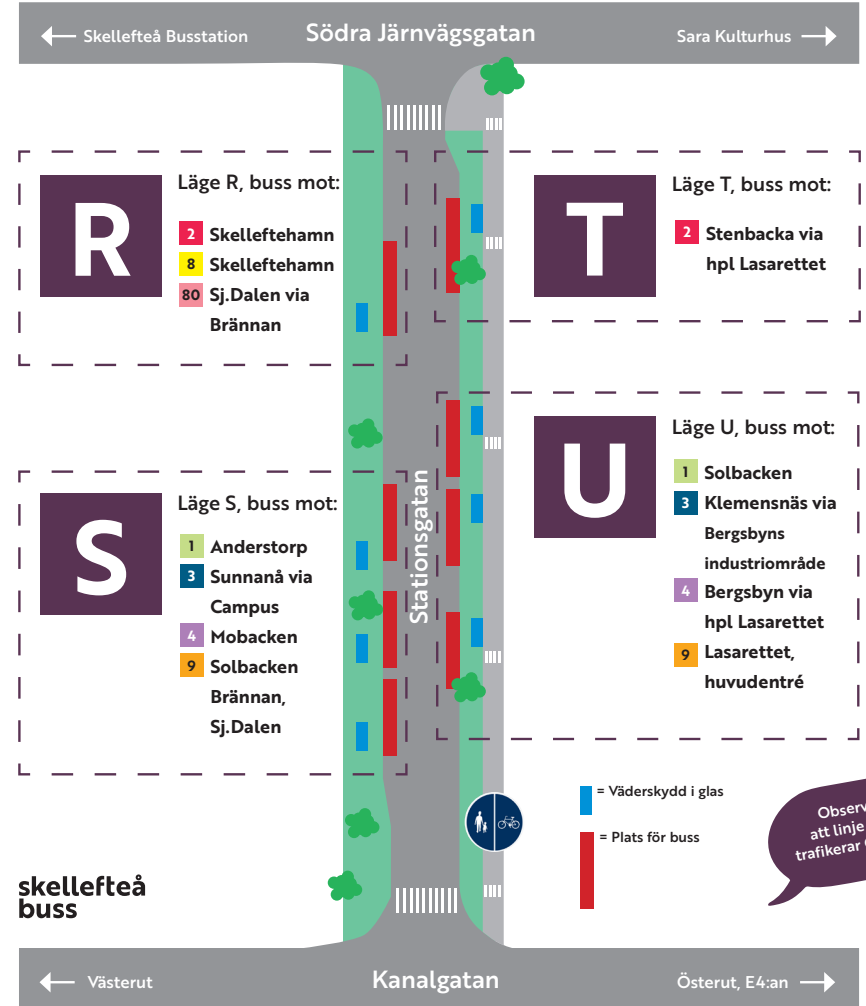 Skellefteå Busstation
Södra Järnvägsgatan
Sara Kulturhus
R
Läge R, buss mot:
2 Skelleftehamn
8 Skelleftehamn
80 Sj.Dalen via
Brännan
T
Läge T, buss mot:
2 Stenbacka via
hpl Lasarettet
S
Läge S, buss mot:
1 Anderstorp
3 Sunnanå via
Campus
4 Mobacken
9 Solbacken
Brännan,
Sj.Dalen
Stationsgatan
U
Läge U, buss mot:
1 Solbacken
3 Klemensnäs via
Bergsbyns
industriområde
4 Bergsbyn via
hpl Lasarettet
9 Lasarettet,
huvudentré
= Väderskydd i glas
= Plats för buss
att linje
trafikerar
skellefteå
buss
Västerut
Kanalgatan
Österut, E4:an